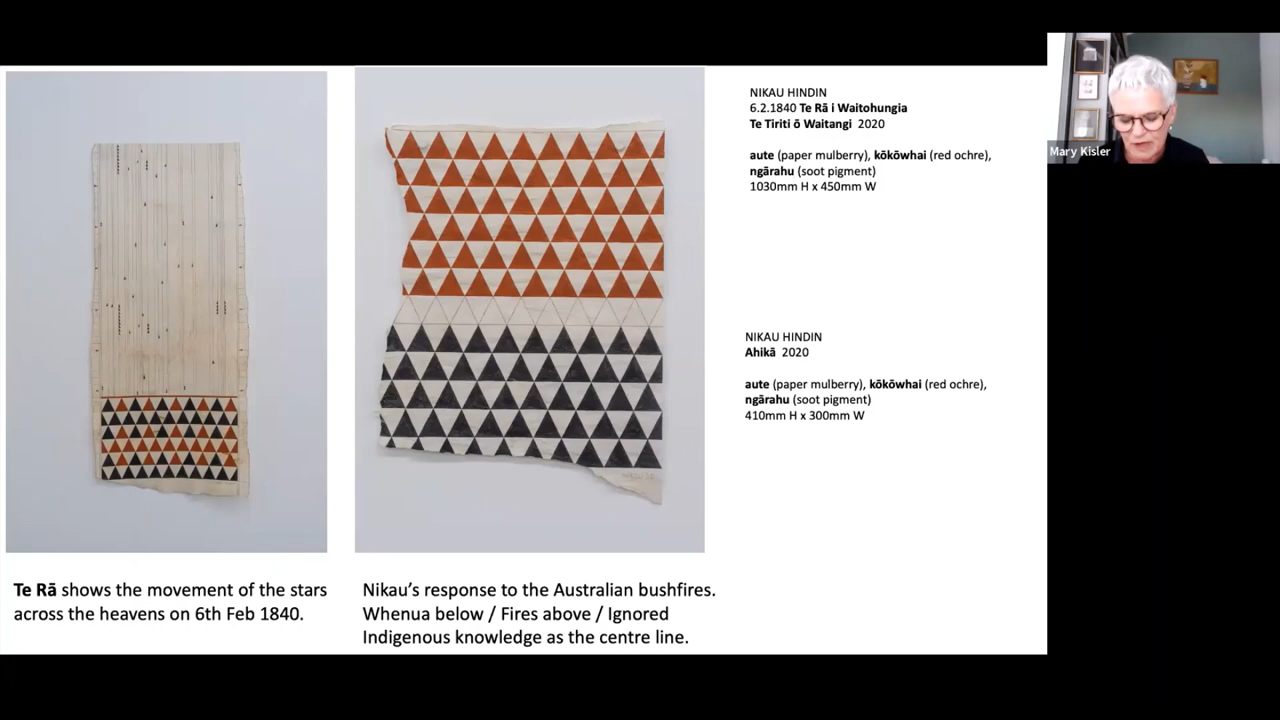 NIKAU HINDIN
6.2.1840 Te Rā i Waitohungia
Te Tiriti ō Waitangi 2020
aute (paper mulberry), kōkōwhai (red ochre),
ngārahu (soot pigment)
1030mm H x 450mm W
NIKAU HINDIN
Ahikā 2020
aute (paper mulberry), kōkōwhai (red ochre),
ngārahu (soot pigment)
410mm H x 300mm W
Te Rā shows the movement of the stars
across the heavens on 6th Feb 1840.
Nikau’s response to the Australian bushfires.
Whenua below / Fires above / Ignored
Indigenous knowledge as the centre line.
Mary Kisler